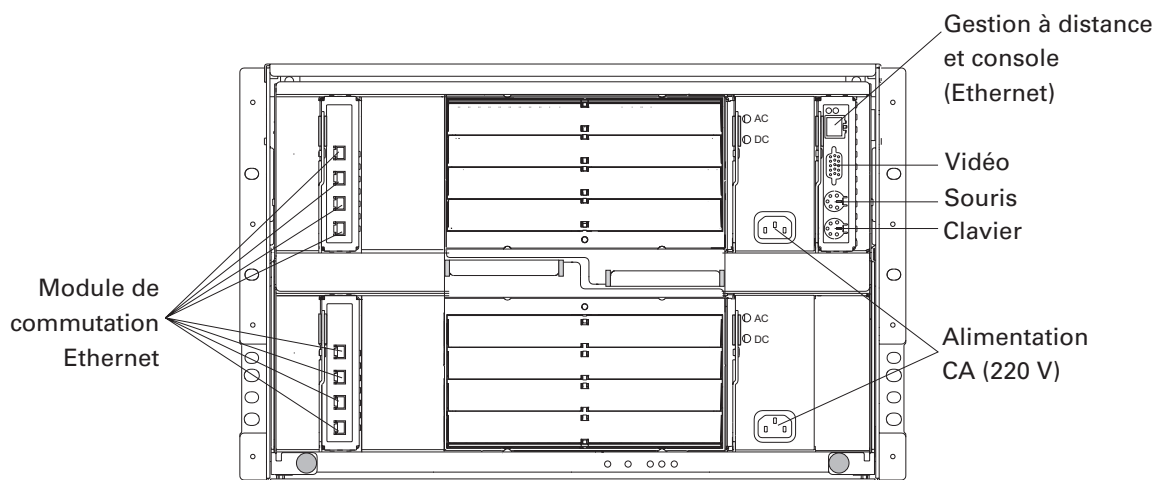 Gestion à distance
et console
(Ethernet)
AC
DC
Vidéo
Souris
Clavier
Module de
commutation
Ethernet
AC
DC
Alimentation
CA (220 V)